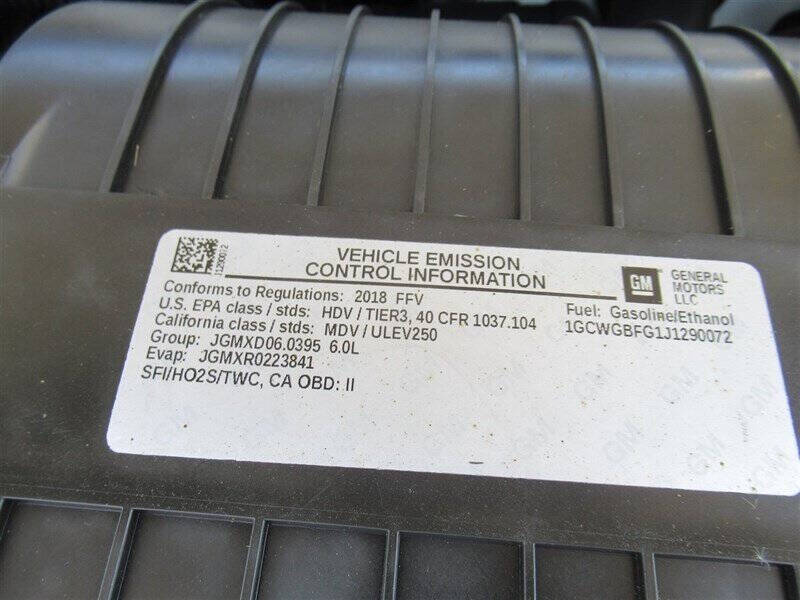 J1290072
VEHICLE EMISSION
CONTROL INFORMATION
GM
GENERAL
MOTORS
LLC
Conforms to Regulations: 2018 FFV
Fuel: Gasoline/Ethanol
U.S. EPA class / stds: HDV / TIER3, 40 CFR 1037.104
1GCWGBFG1J1290072
California class / stds: MDV / ULEV250
Group: JGMXD06.0395 6.0L
Evap: JGMXR0223841
SFI/HO2S/TWC, CA OBD: II